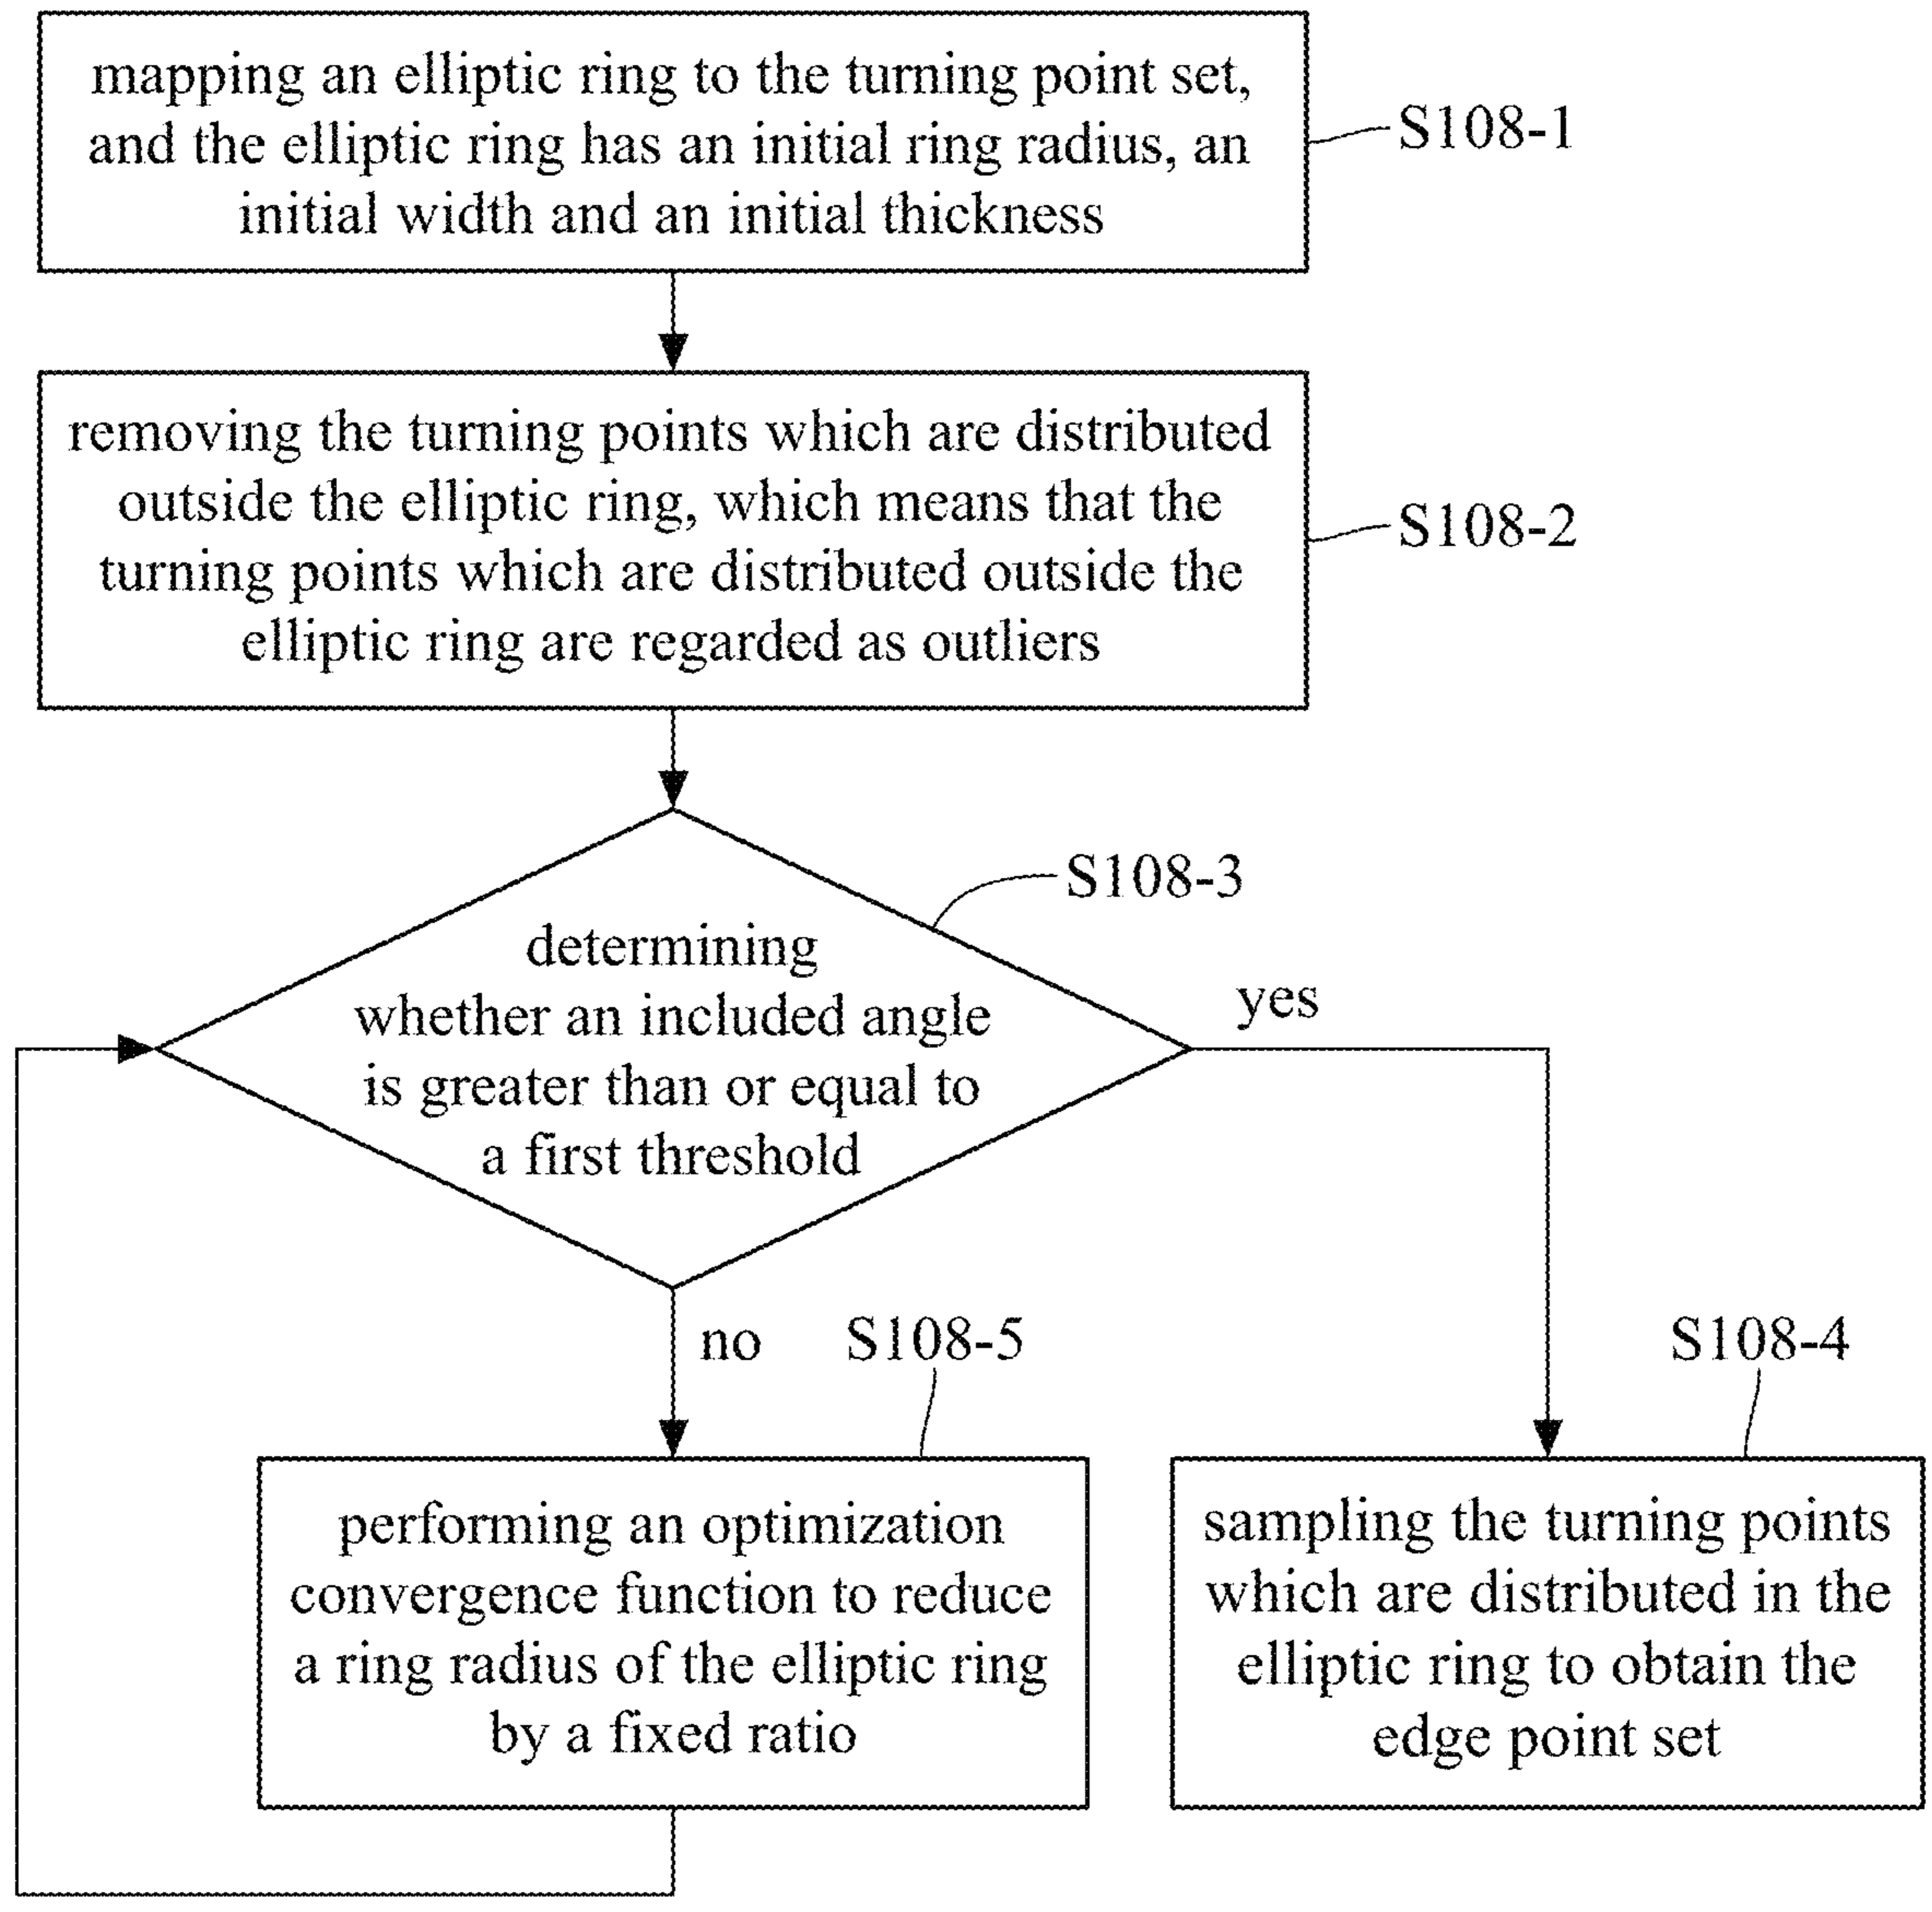 mapping an elliptic ring to the turning point set,
and the elliptic ring has an initial ring radius, an
initial width and an initial thickness
S108-1
removing the turning points which are distributed
outside the elliptic ring, which means that the
turning points which are distributed outside the
elliptic ring are regarded as outliers
S108-2
S108-3
determining
whether an included angle
is greater than or equal to
a first threshold
yes
no
S108-5
S108-4
performing an optimization
convergence function to reduce
a ring radius of the elliptic ring
by a fixed ratio
sampling the turning points
which are distributed in the
elliptic ring to obtain the
edge point set